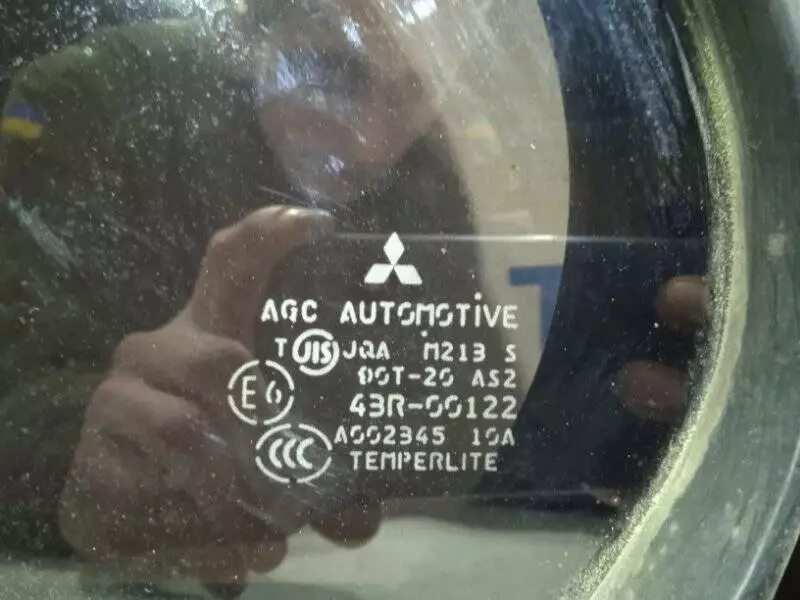 AGC AUTOMOTIVE
T JIS JQA M213 S
DOT-20 AS2
E6 43R-00122
CCC A002345 10A
TEMPERLITE